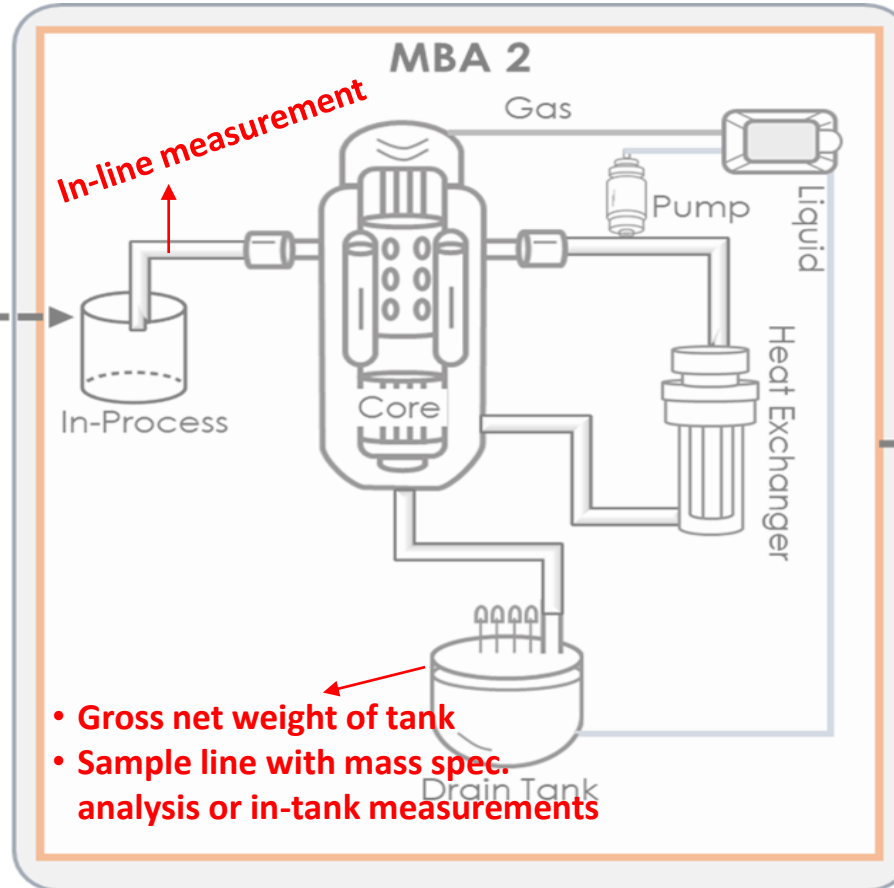 MBA 2
Gas
In-line measurement
Pump
Liquid
In-Process
Core
Heat Exchanger
• Gross net weight of tank
• Sample line with mass spec.
analysis or in-tank measurements
Drain Tank